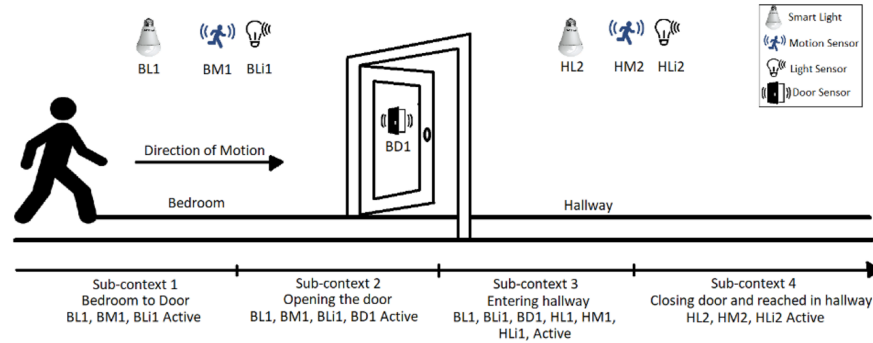 Smart Light
Motion Sensor
Light Sensor
Door Sensor
BL1 BM1 BLi1
HL2 HM2 HLi2
BD1
Direction of Motion
Bedroom
Hallway
Sub-context 1
Bedroom to Door
BL1, BM1, BLi1 Active
Sub-context 2
Opening the door
BL1, BM1, BLi1, BD1 Active
Sub-context 3
Entering hallway
BL1, BLi1, BD1, HL1, HM1,
HLi1, Active
Sub-context 4
Closing door and reached in hallway
HL2, HM2, HLi2 Active